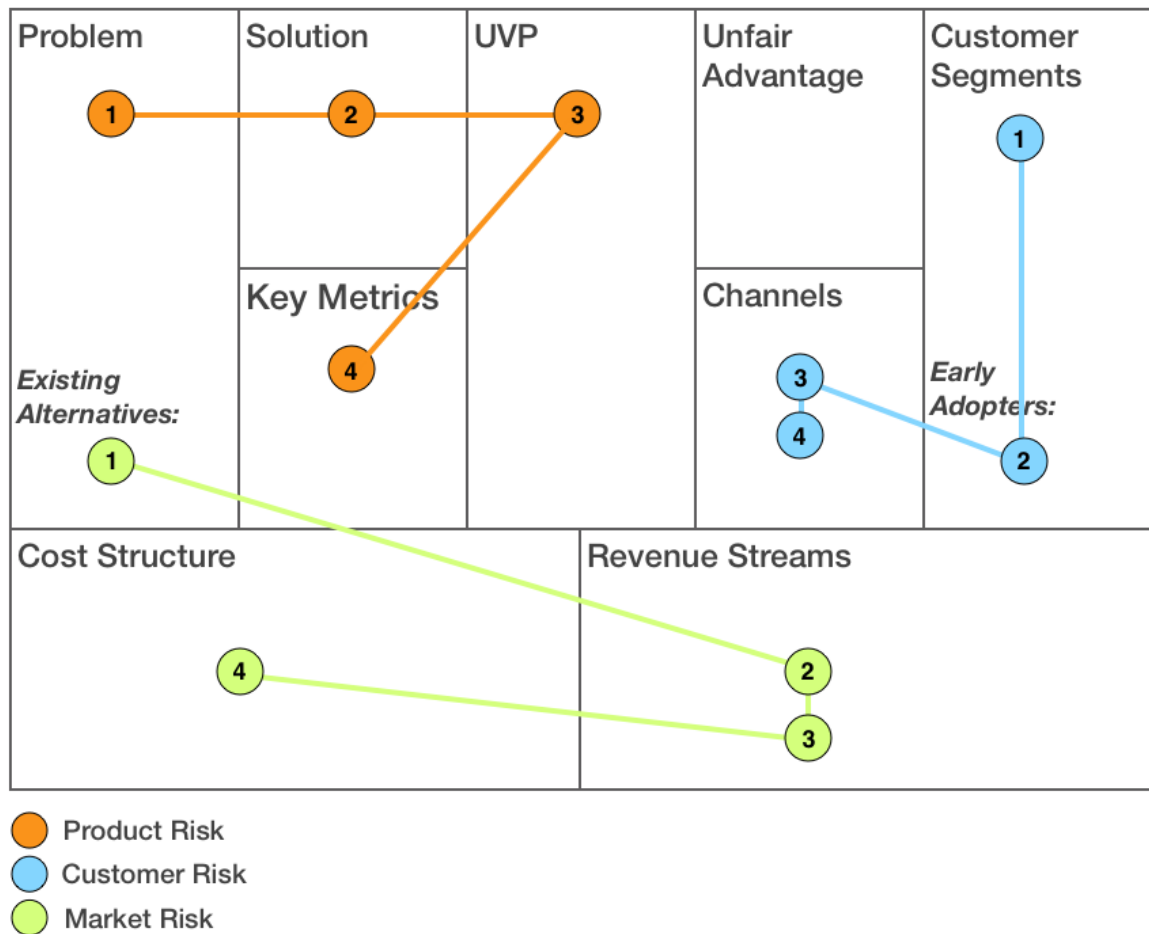 Problem
1
Existing
Alternatives:
1
Solution
2
Key Metrics
4
UVP
3
Unfair
Advantage
Channels
3
4
Customer
Segments
1
Early
Adopters:
2
Cost Structure
4
Revenue Streams
2
3
Product Risk
Customer Risk
Market Risk